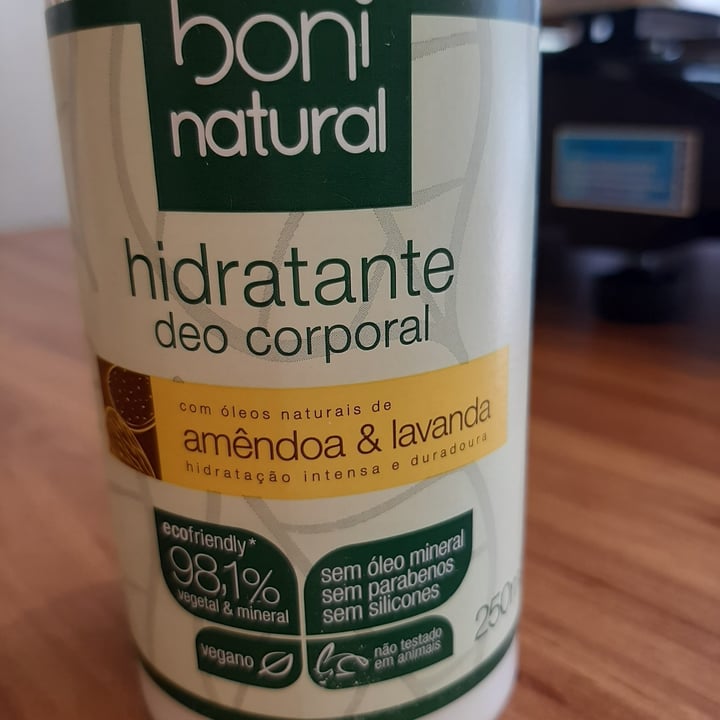 boni
natural
hidratante
deo corporal
com óleos naturais de
amêndoa & lavanda
hidratação intensa e duradoura
ecofriendly*
98,1%
vegetal & mineral
sem óleo mineral
sem parabenos
sem silicones
vegano
não testado
em animais